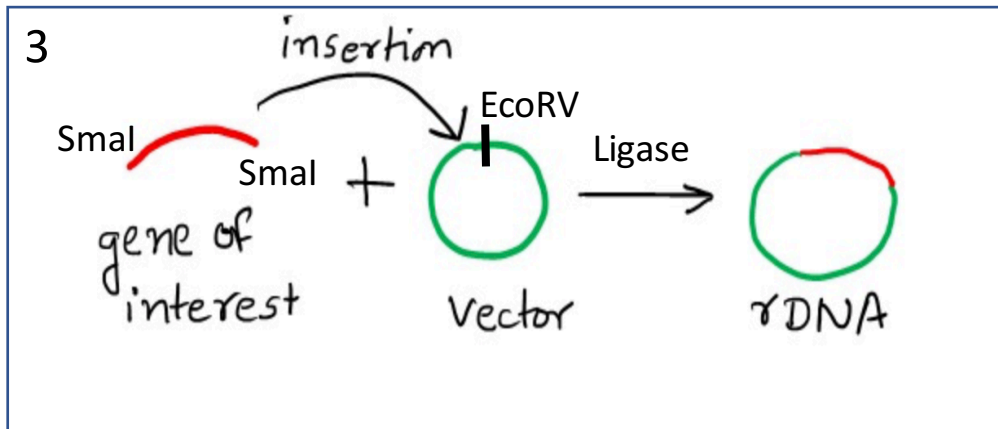 3
insertion
SmaI
SmaI
gene of
interest
+
EcoRV
Vector
Ligase
rDNA